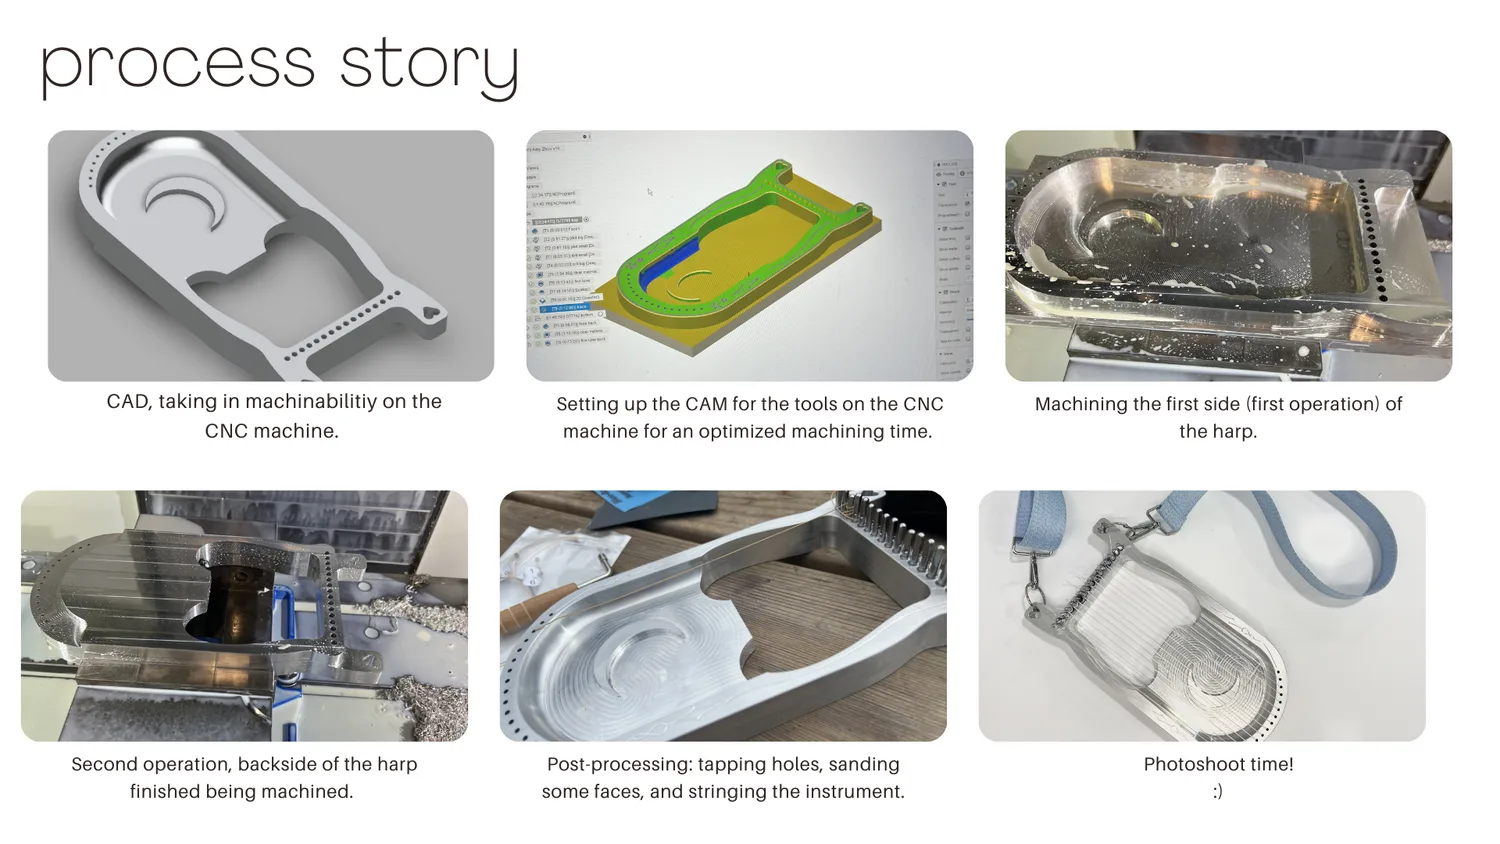 process story
CAD, taking in machinabilitiy on the
CNC machine.
Setting up the CAM for the tools on the CNC
machine for an optimized machining time.
Machining the first side (first operation) of
the harp.
Second operation, backside of the harp
finished being machined.
Post-processing: tapping holes, sanding
some faces, and stringing the instrument.
Photoshoot time!
:)